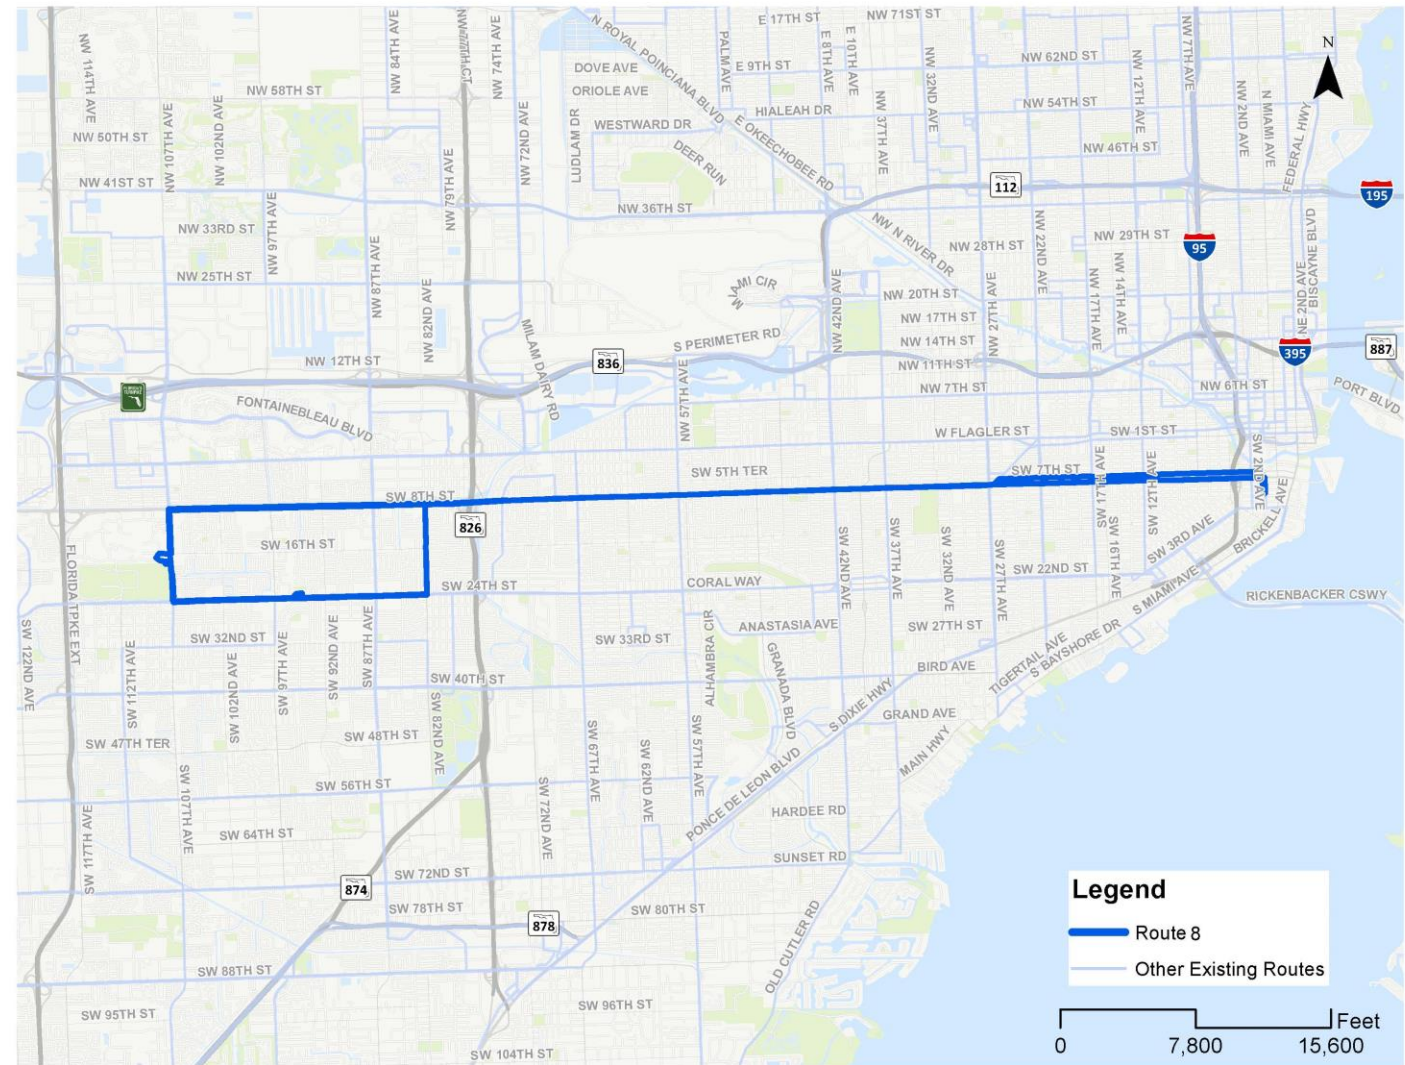 N
E 17TH ST
NW 71ST ST
N ROYAL POINCIANA BLVD
NW 114TH AVE
NW 84TH AVE
NW 77TH CT
NW 74TH AVE
PALM AVE
E 8TH AVE
E 10TH AVE
NW 32ND AVE
NW 62ND ST
NW 12TH AVE
NW 7TH AVE
DOVE AVE
E 9TH ST
ORIOLE AVE
NW 58TH ST
HIALEAH DR
NW 54TH ST
NW 2ND AVE
N MIAMI AVE
FEDERAL HWY
NW 50TH ST
NW 107TH AVE
NW 102ND AVE
NW 79TH AVE
NW 72ND AVE
LUDLAM DR
WESTWARD DR
E OKEECHOBEE RD
NW 37TH AVE
NW 46TH ST
DEER RUN
NW 41ST ST
112
195
NW 36TH ST
NW 33RD ST
NW 97TH AVE
NW 87TH AVE
NW N RIVER DR
NW 28TH ST
NW 22ND AVE
NW 29TH ST
95
NW 25TH ST
NW 82ND AVE
MIAMI CIR
NW 42ND AVE
NW 20TH ST
NW 27TH AVE
NW 17TH AVE
NW 14TH AVE
NE 2ND AVE
BISCAYNE BLVD
MILAM DAIRY RD
S PERIMETER RD
NW 17TH ST
NW 14TH ST
NW 12TH ST
836
NW 11TH ST
395
887
NW 57TH AVE
NW 7TH ST
NW 6TH ST
PORT BLVD
FONTAINEBLEAU BLVD
W FLAGLER ST
SW 1ST ST
SW 5TH TER
SW 7TH ST
SW 17TH AVE
SW 12TH AVE
SW 2ND AVE
SW 8TH ST
826
BRICKELL AVE
FLORIDA TPKE EXT
SW 16TH ST
SW 42ND AVE
SW 37TH AVE
SW 32ND AVE
SW 27TH AVE
SW 16TH AVE
SW 3RD AVE
SW 24TH ST
CORAL WAY
SW 22ND ST
S MIAMI AVE
RICKENBACKER CSWY
SW 122ND AVE
SW 112TH AVE
SW 32ND ST
SW 102ND AVE
SW 97TH AVE
SW 92ND AVE
SW 87TH AVE
SW 33RD ST
ALHAMBRA CIR
ANASTASIA AVE
SW 27TH ST
GRANADA BLVD
BIRD AVE
TIGERTAIL AVE
S BAYSHORE DR
SW 40TH ST
SW 82ND AVE
S DIXIE HWY
GRAND AVE
SW 47TH TER
SW 48TH ST
SW 67TH AVE
SW 62ND AVE
SW 57TH AVE
MAIN HWY
SW 107TH AVE
SW 56TH ST
SW 72ND AVE
PONCE DE LEON BLVD
HARDEE RD
SW 117TH AVE
SW 64TH ST
SUNSET RD
SW 72ND ST
874
SW 78TH ST
SW 80TH ST
878
OLD CUTLER RD
SW 88TH ST
SW 96TH ST
SW 95TH ST
SW 104TH ST
Legend
Route 8
Other Existing Routes
Feet
0 7,800 15,600